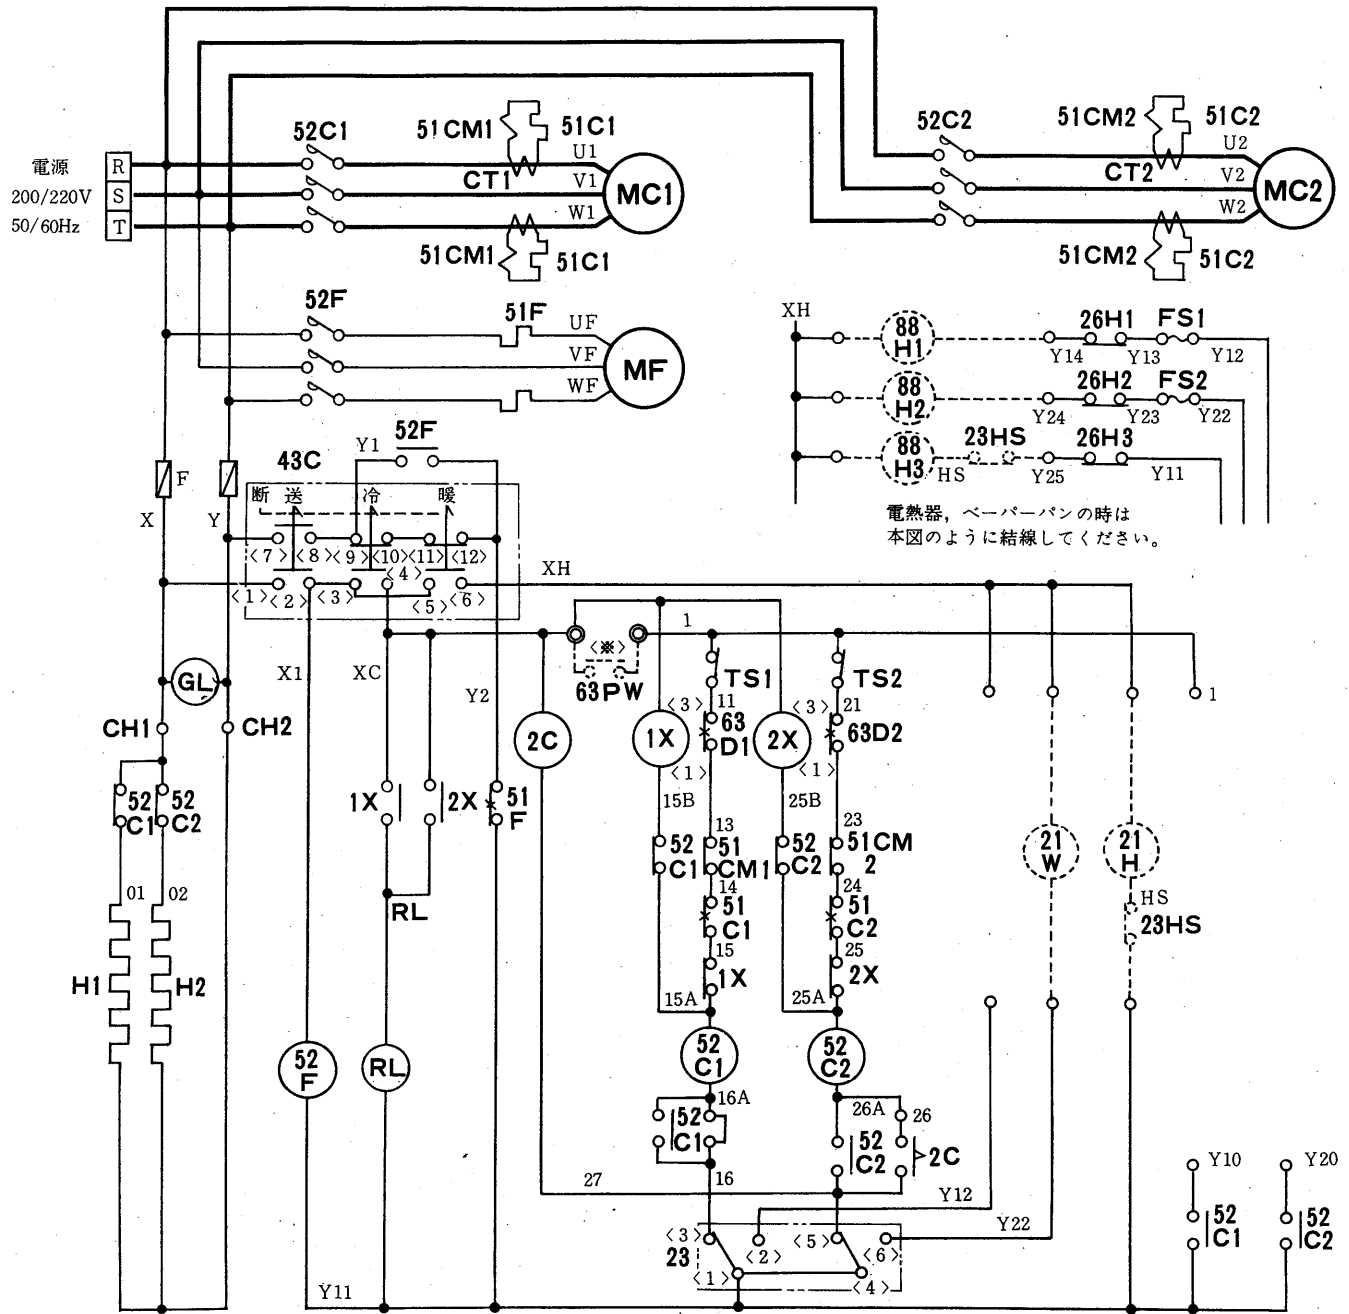 52C1
51CM1
51C1
U1
電源
R
CT1
V1
MC1
200/220V
S
W1
50/60Hz
T
51CM1
51C1
52C2
51CM2
51C2
U2
CT2
V2
MC2
W2
51CM2
51C2
52F
51F
UF
VF
MF
WF
XH
88
H1
Y14
26H1
Y13
FS1
Y12
88
H2
Y24
26H2
Y23
FS2
Y22
88
H3
HS
23HS
Y25
26H3
Y11
電熱器,ベーパーパンの時は
本図のように結線してください。
Y1
52F
43C
F
断 送 冷 暖
X
Y
<7>
<8>
<9>
<10>
<11>
<12>
<1>
<2>
<3>
<4>
<5>
<6>
XH
X1
XC
Y2
<※>
63PW
1
GL
CH1
CH2
TS1
TS2
11
21
<3>
63
D1
<1>
<3>
63D2
<1>
2C
1X
2X
1
52
C1
52
C2
1X
2X
51
F
15B
25B
13
23
52
C1
51
CM1
52
C2
51CM
2
14
24
51
C1
51
C2
15
25
1X
2X
15A
25A
21
W
21
H
HS
23HS
01
02
H1
H2
RL
52
F
RL
52
C1
52
C2
16A
26A
26
52
C1
52
C2
2C
27
16
Y12
Y22
<3>
23
<2>
<5>
<6>
<1>
<4>
Y10
Y20
52
C1
52
C2
Y11